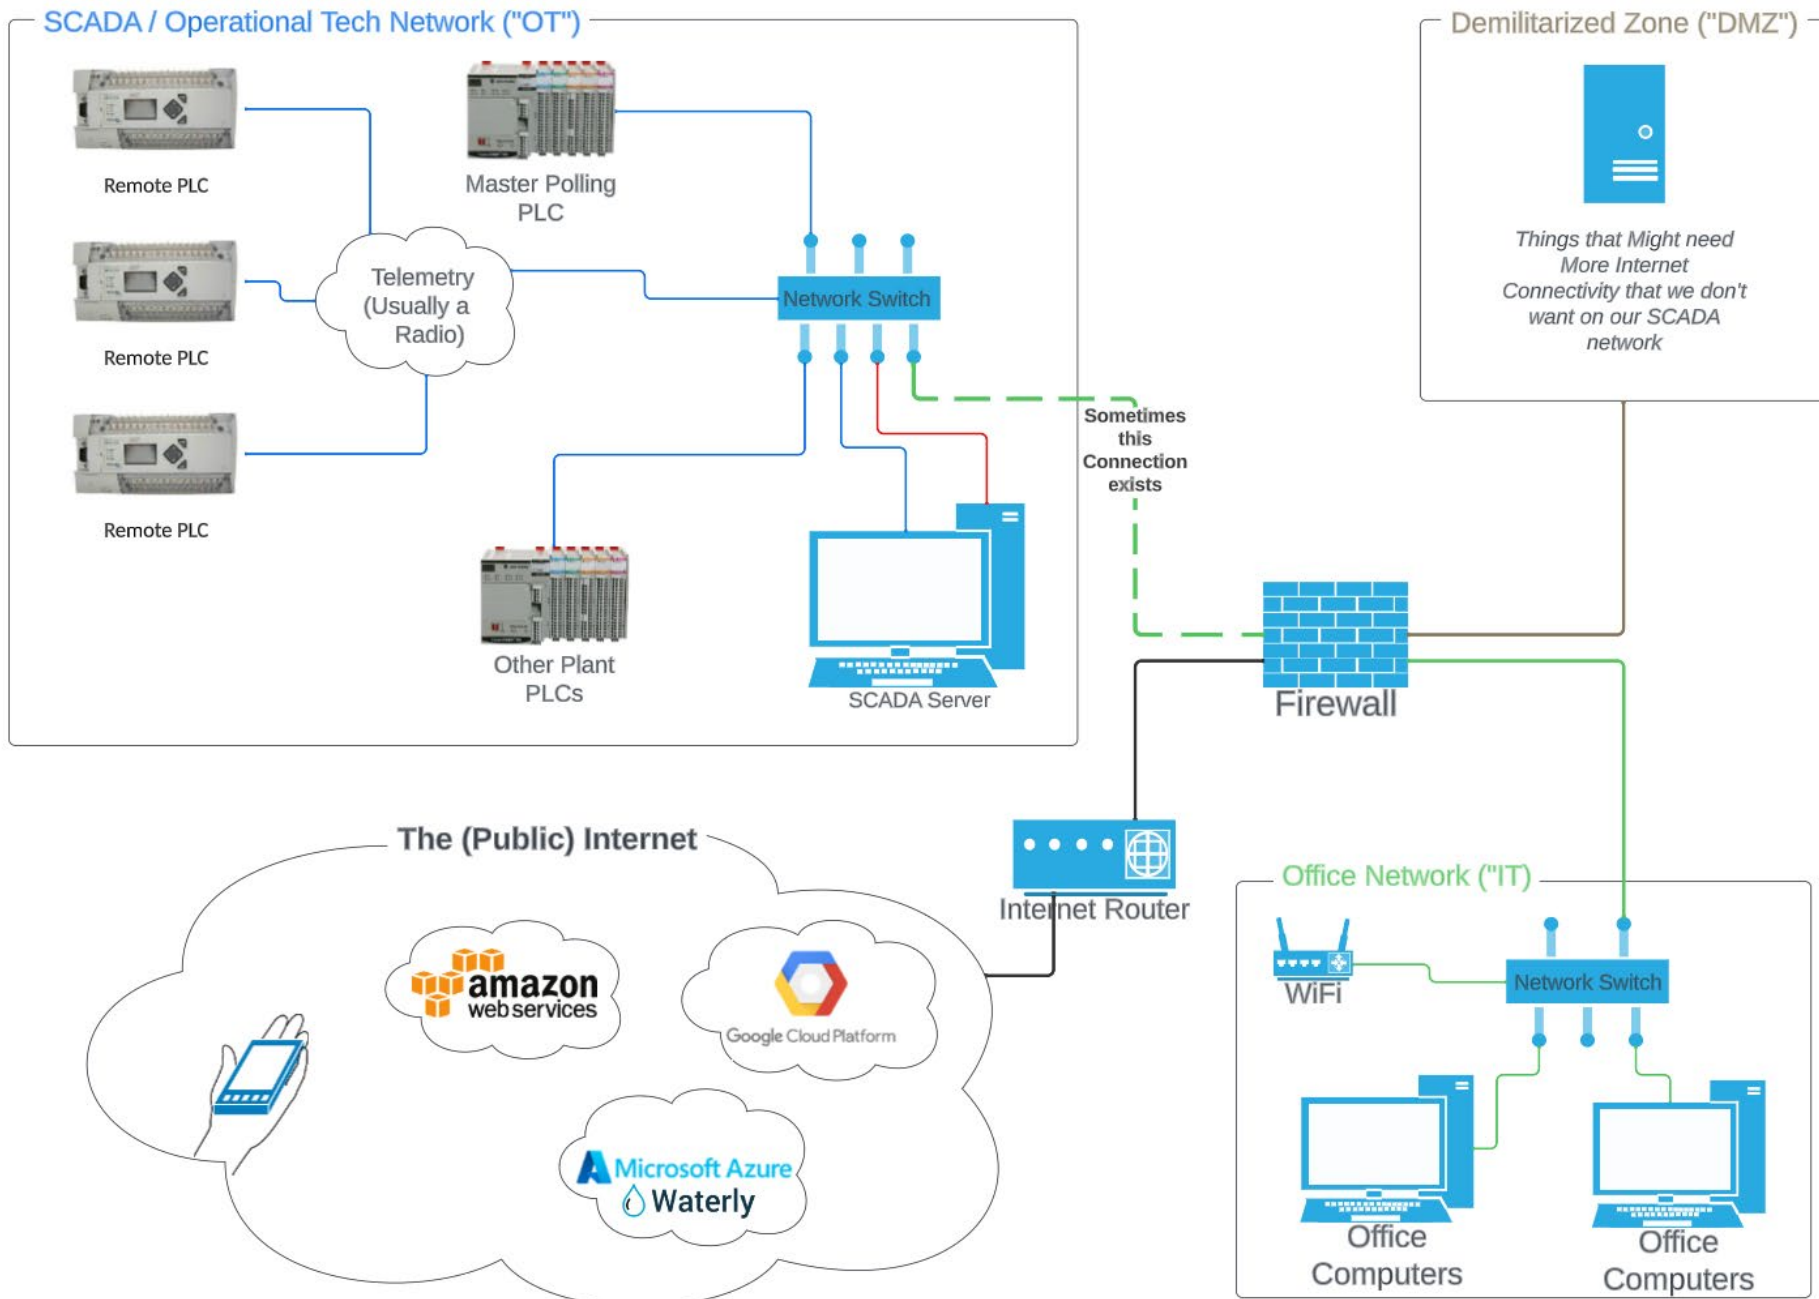 SCADA / Operational Tech Network ("OT")
Demilitarized Zone ("DMZ")
Remote PLC
Master Polling
PLC
Remote PLC
Telemetry
(Usually a
Radio)
Network Switch
Remote PLC
Things that Might need
More Internet
Connectivity that we don't
want on our SCADA
network
Sometimes
this
Connection
exists
Other Plant
PLCs
SCADA Server
Firewall
The (Public) Internet
Internet Router
Office Network ("IT")
amazon
web services
Google Cloud Platform
Microsoft Azure
Waterly
WiFi
Network Switch
Office
Computers
Office
Computers